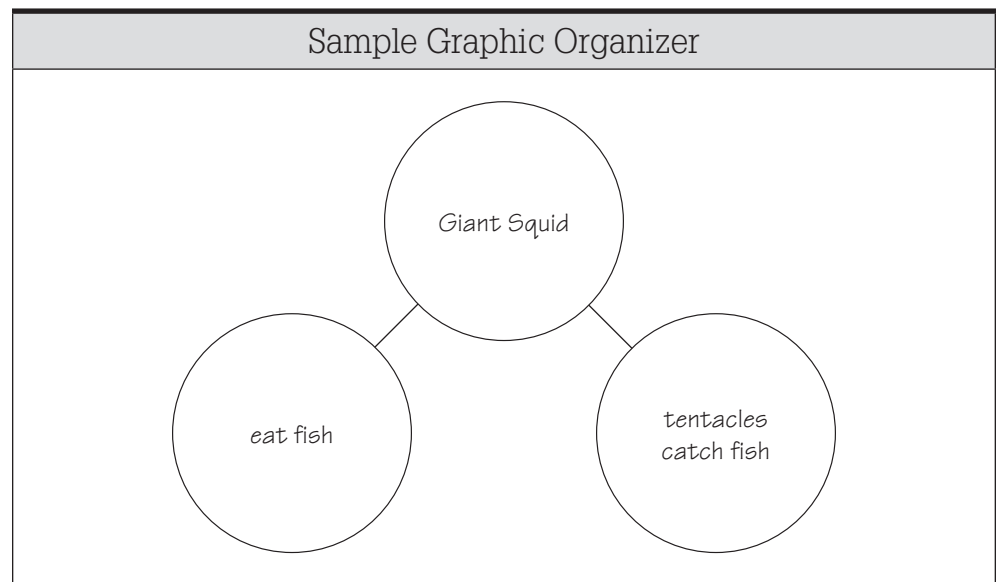 Sample Graphic Organizer
Giant Squid
eat fish
tentacles
catch fish